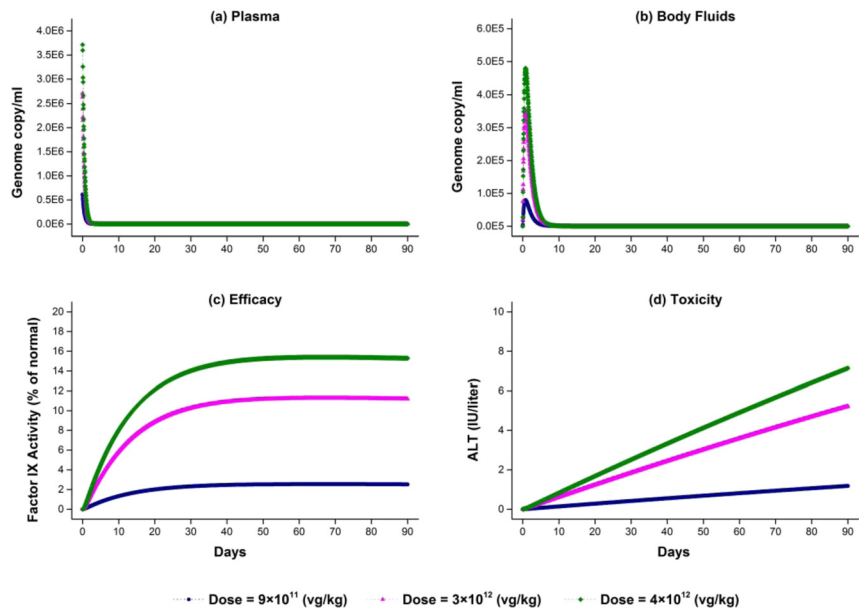 (a) Plasma
Genome copy/ml
4.0E6
3.5E6
3.0E6
2.5E6
2.0E6
1.5E6
1.0E6
0.5E6
0.0E6
0 10 20 30 40 50 60 70 80 90
(b) Body Fluids
Genome copy/ml
6.0E5
5.0E5
4.0E5
3.0E5
2.0E5
1.0E5
0.0E0
0 10 20 30 40 50 60 70 80 90
(c) Efficacy
Factor IX Activity (% of normal)
20
18
16
14
12
10
8
6
4
2
0
0 10 20 30 40 50 60 70 80 90
Days
(d) Toxicity
ALT (IU/liter)
10
8
6
4
2
0
0 10 20 30 40 50 60 70 80 90
Days
Dose = 9×10¹¹ (vg/kg) Dose = 3×10¹² (vg/kg) Dose = 4×10¹² (vg/kg)